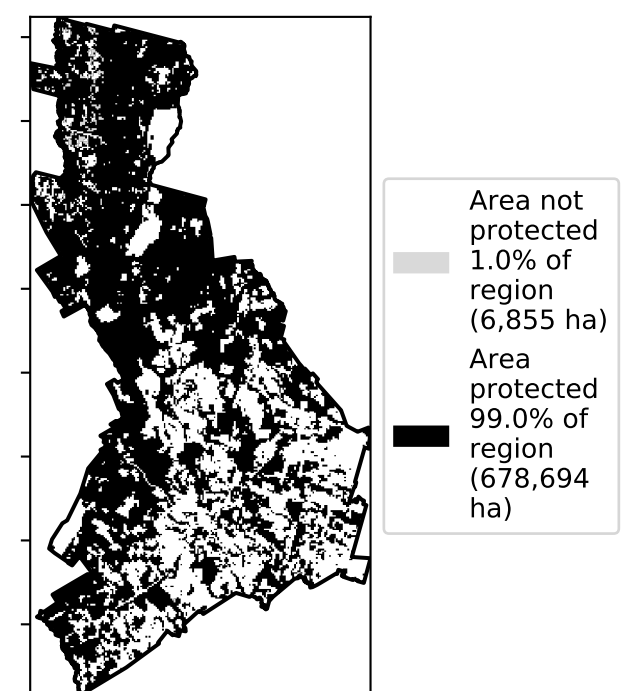 Area not
protected
1.0% of
region
(6,855 ha)
Area
protected
99.0% of
region
(678,694
ha)